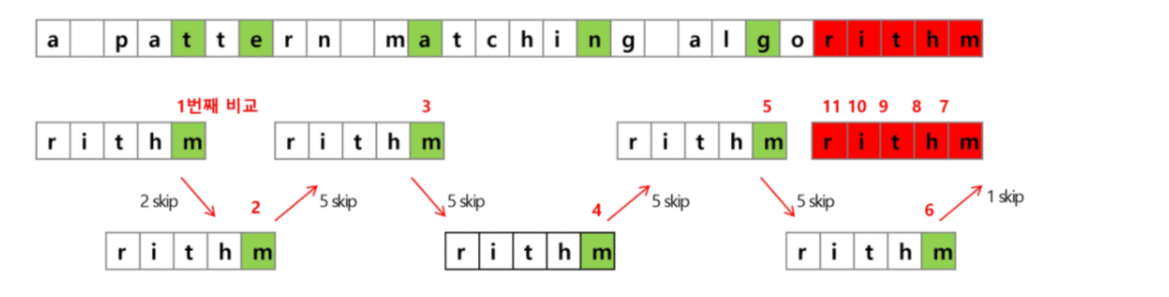 a p a t t e r n m a t c h i n g a l g o r i t h m
1번째 비교 3 5 11 10 9 8 7
r i t h m r i t h m r i t h m r i t h m
2 skip 2 5 skip 5 skip 4 5 skip 5 skip 6 1 skip
r i t h m r i t h m r i t h m